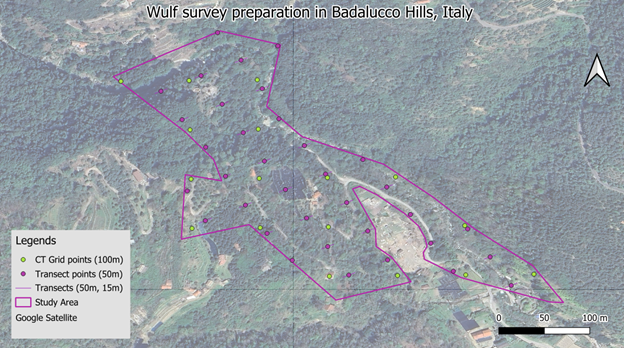 Wulf survey preparation in Badalucco Hills, Italy
Legends
CT Grid points (100m)
Transect points (50m)
Transects (50m, 15m)
Study Area
Google Satellite
0 50 100 m